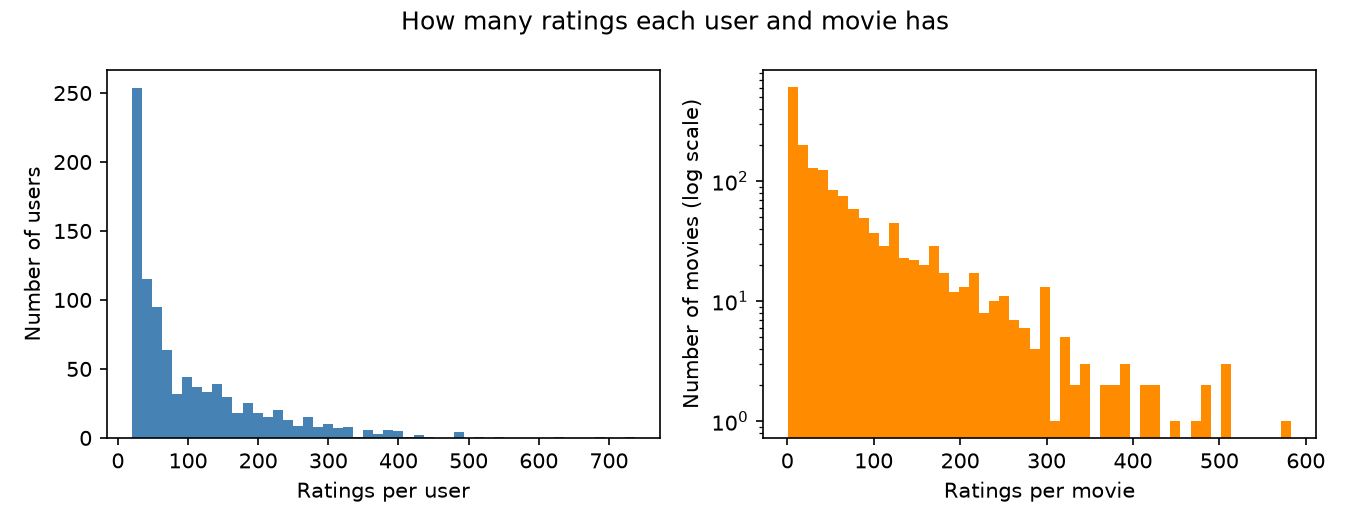 How many ratings each user and movie has
Number of users
250
200
150
100
50
0
0 100 200 300 400 500 600 700
Ratings per user
Number of movies (log scale)
10²
10¹
10⁰
0 100 200 300 400 500 600
Ratings per movie